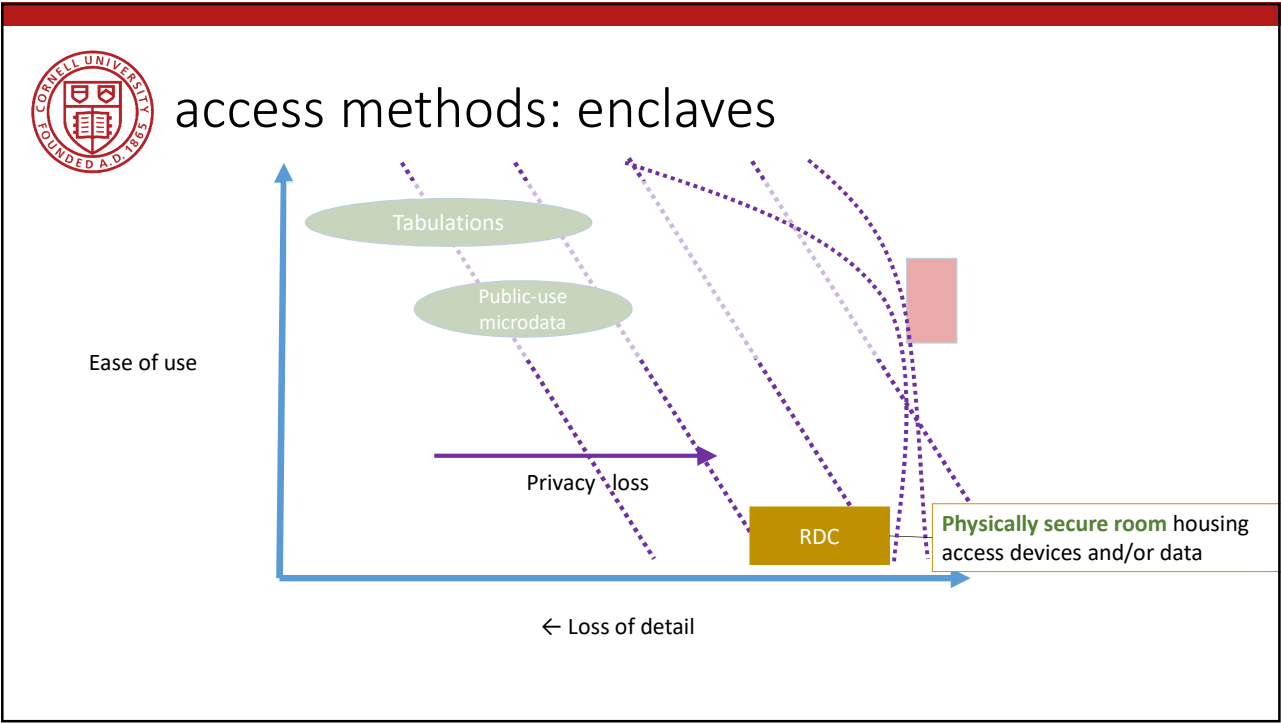 CORNELL UNIVERSITY
FOUNDED A.D. 1865
access methods: enclaves
Tabulations
Public-use
microdata
Ease of use
Privacy loss
RDC
Physically secure room housing
access devices and/or data
← Loss of detail